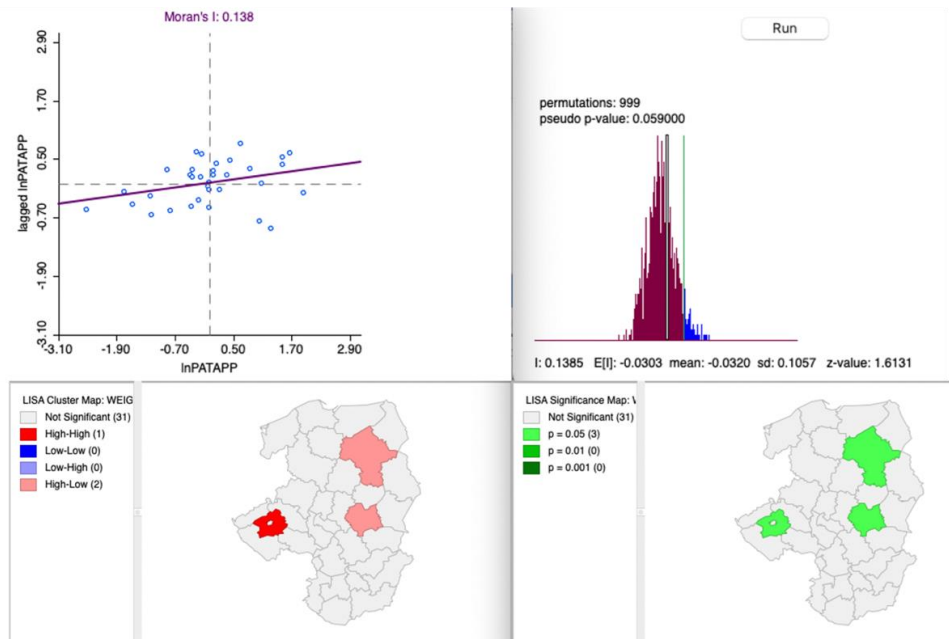 Moran's I: 0.138
2.90
1.70
0.50
-0.70
-1.90
-3.10
lagged lnPATAPP
-3.10 -1.90 -0.70 0.50 1.70 2.90
lnPATAPP
Run
permutations: 999
pseudo p-value: 0.059000
I: 0.1385 E[I]: -0.0303 mean: -0.0320 sd: 0.1057 z-value: 1.6131
LISA Cluster Map: WEIG
Not Significant (31)
High-High (1)
Low-Low (0)
Low-High (0)
High-Low (2)
LISA Significance Map: W
Not Significant (31)
p = 0.05 (3)
p = 0.01 (0)
p = 0.001 (0)